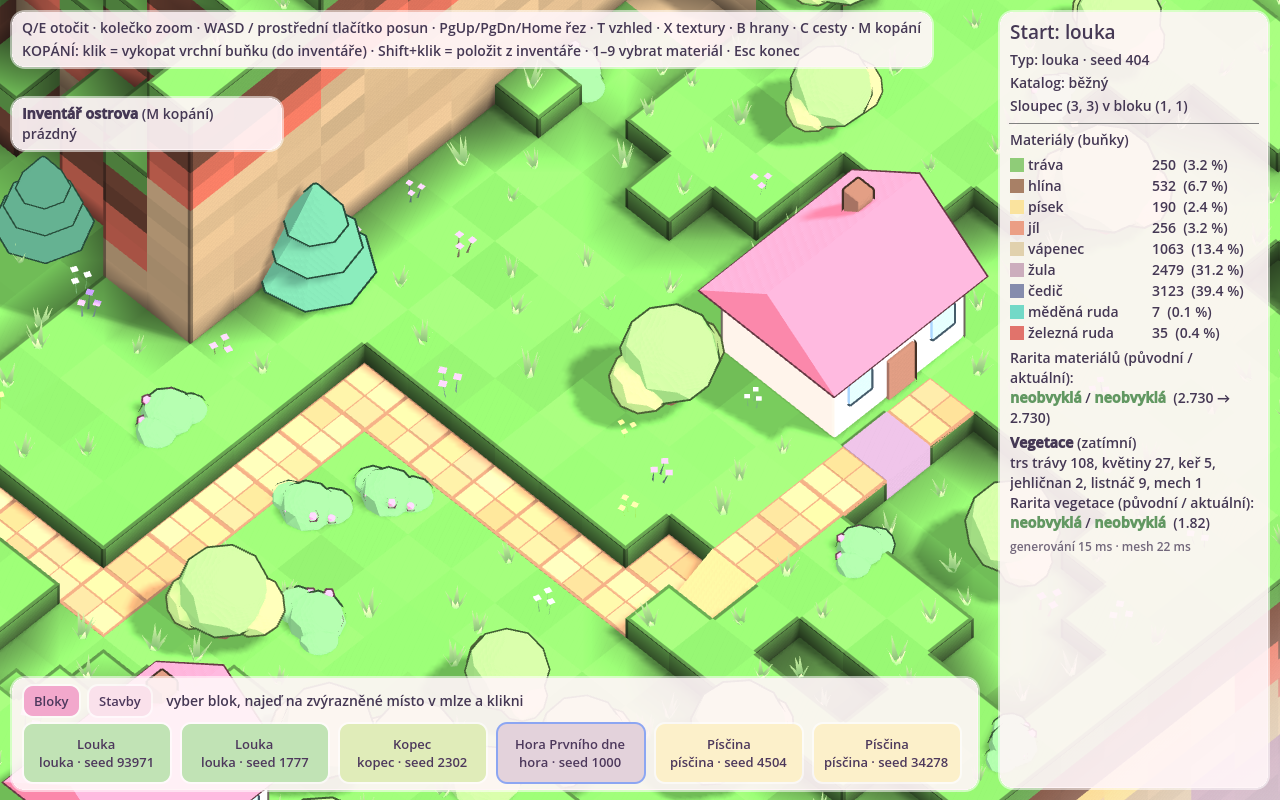 Q/E otočit · kolečko zoom · WASD / prostřední tlačítko posun · PgUp/PgDn/Home řez · T vzhled · X textury · B hrany · C cesty · M kopání
KOPÁNÍ: klik = vykopat vrchní buňku (do inventáře) · Shift+klik = položit z inventáře · 1–9 vybrat materiál · Esc konec
Inventář ostrova (M kopání)
prázdný
Start: louka
Typ: louka · seed 404
Katalog: běžný
Sloupec (3, 3) v bloku (1, 1)
Materiály (buňky)
tráva 250 (3.2 %)
hlína 532 (6.7 %)
písek 190 (2.4 %)
jíl 256 (3.2 %)
vápenec 1063 (13.4 %)
žula 2479 (31.2 %)
čedič 3123 (39.4 %)
měděná ruda 7 (0.1 %)
železná ruda 35 (0.4 %)
Rarita materiálů (původní /
aktuální):
neobvyklá / neobvyklá (2.730 →
2.730)
Vegetace (zatímní)
trs trávy 108, květiny 27, keř 5,
jehličnan 2, listnáč 9, mech 1
Rarita vegetace (původní / aktuální):
neobvyklá / neobvyklá (1.82)
generování 15 ms · mesh 22 ms
Bloky Stavby vyber blok, najeď na zvýrazněné místo v mlze a klikni
Louka
louka · seed 93971
Louka
louka · seed 1777
Kopec
kopec · seed 2302
Hora Prvního dne
hora · seed 1000
Písčina
písčina · seed 4504
Písčina
písčina · seed 34278